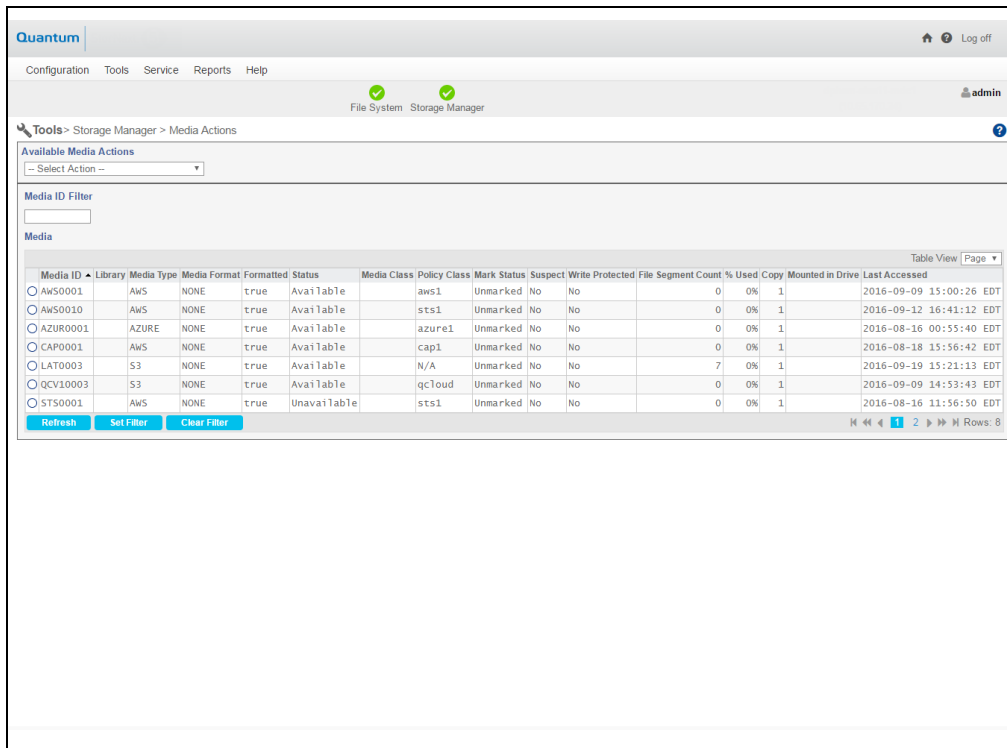 Quantum
Log off
Configuration Tools Service Reports Help
admin
File System Storage Manager
Tools > Storage Manager > Media Actions
Available Media Actions
-- Select Action --
Media ID Filter
Media
Table View Page
Media ID Library Media Type Media Format Formatted Status Media Class Policy Class Mark Status Suspect Write Protected File Segment Count % Used Copy Mounted in Drive Last Accessed
AWS0001 AWS NONE true Available aws1 Unmarked No No 0 0% 1 2016-09-09 15:00:26 EDT
AWS0010 AWS NONE true Available sts1 Unmarked No No 0 0% 1 2016-09-12 16:41:12 EDT
AZUR0001 AZURE NONE true Available azure1 Unmarked No No 0 0% 1 2016-08-16 00:55:40 EDT
CAP0001 AWS NONE true Available cap1 Unmarked No No 0 0% 1 2016-08-18 15:56:42 EDT
LAT0003 S3 NONE true Available N/A Unmarked No No 7 0% 1 2016-09-19 15:21:13 EDT
QCV10003 S3 NONE true Available qcloud Unmarked No No 0 0% 1 2016-09-09 14:53:43 EDT
STS0001 AWS NONE true Unavailable sts1 Unmarked No No 0 0% 1 2016-08-16 11:56:50 EDT
Refresh Set Filter Clear Filter 1 2 Rows: 8